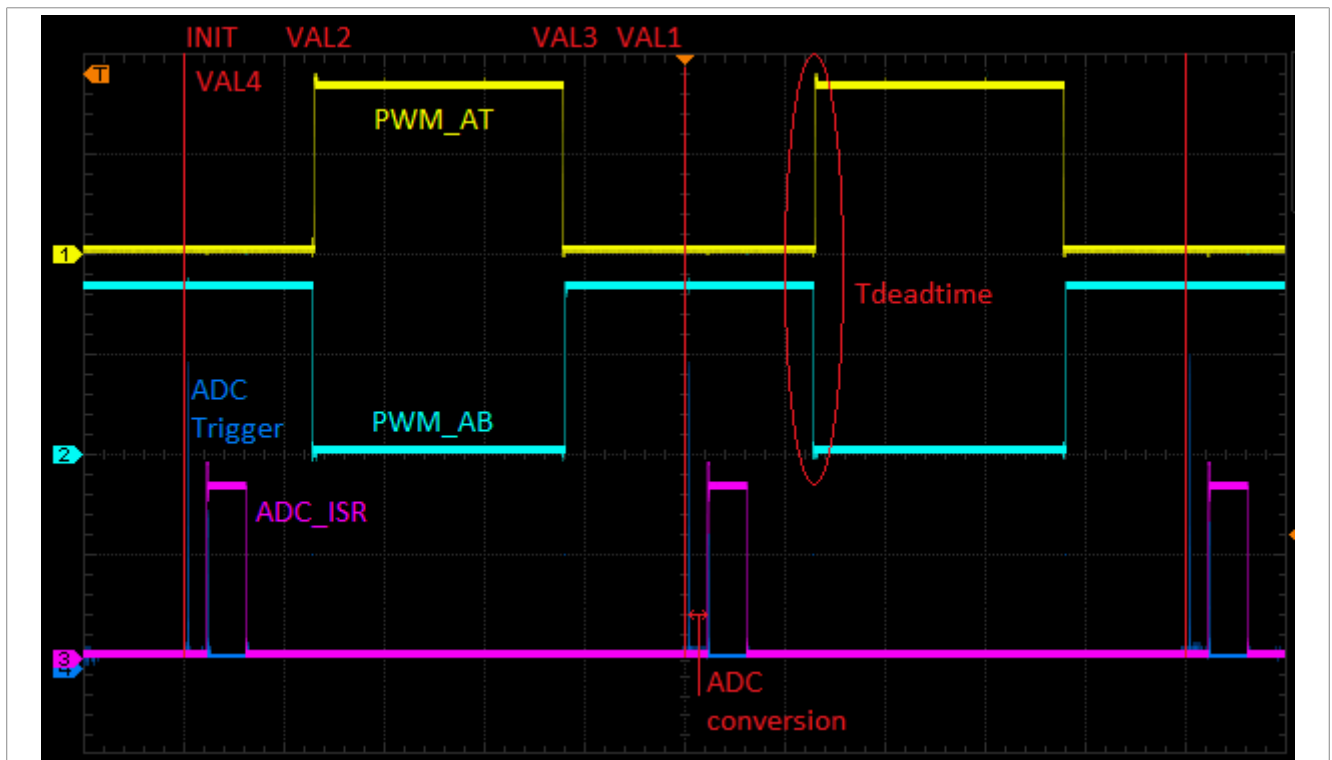 INIT VAL2 VAL3 VAL1
T
VAL4
PWM_AT
1
Tdeadtime
ADC
Trigger
PWM_AB
2
ADC_ISR
3
4
ADC
conversion